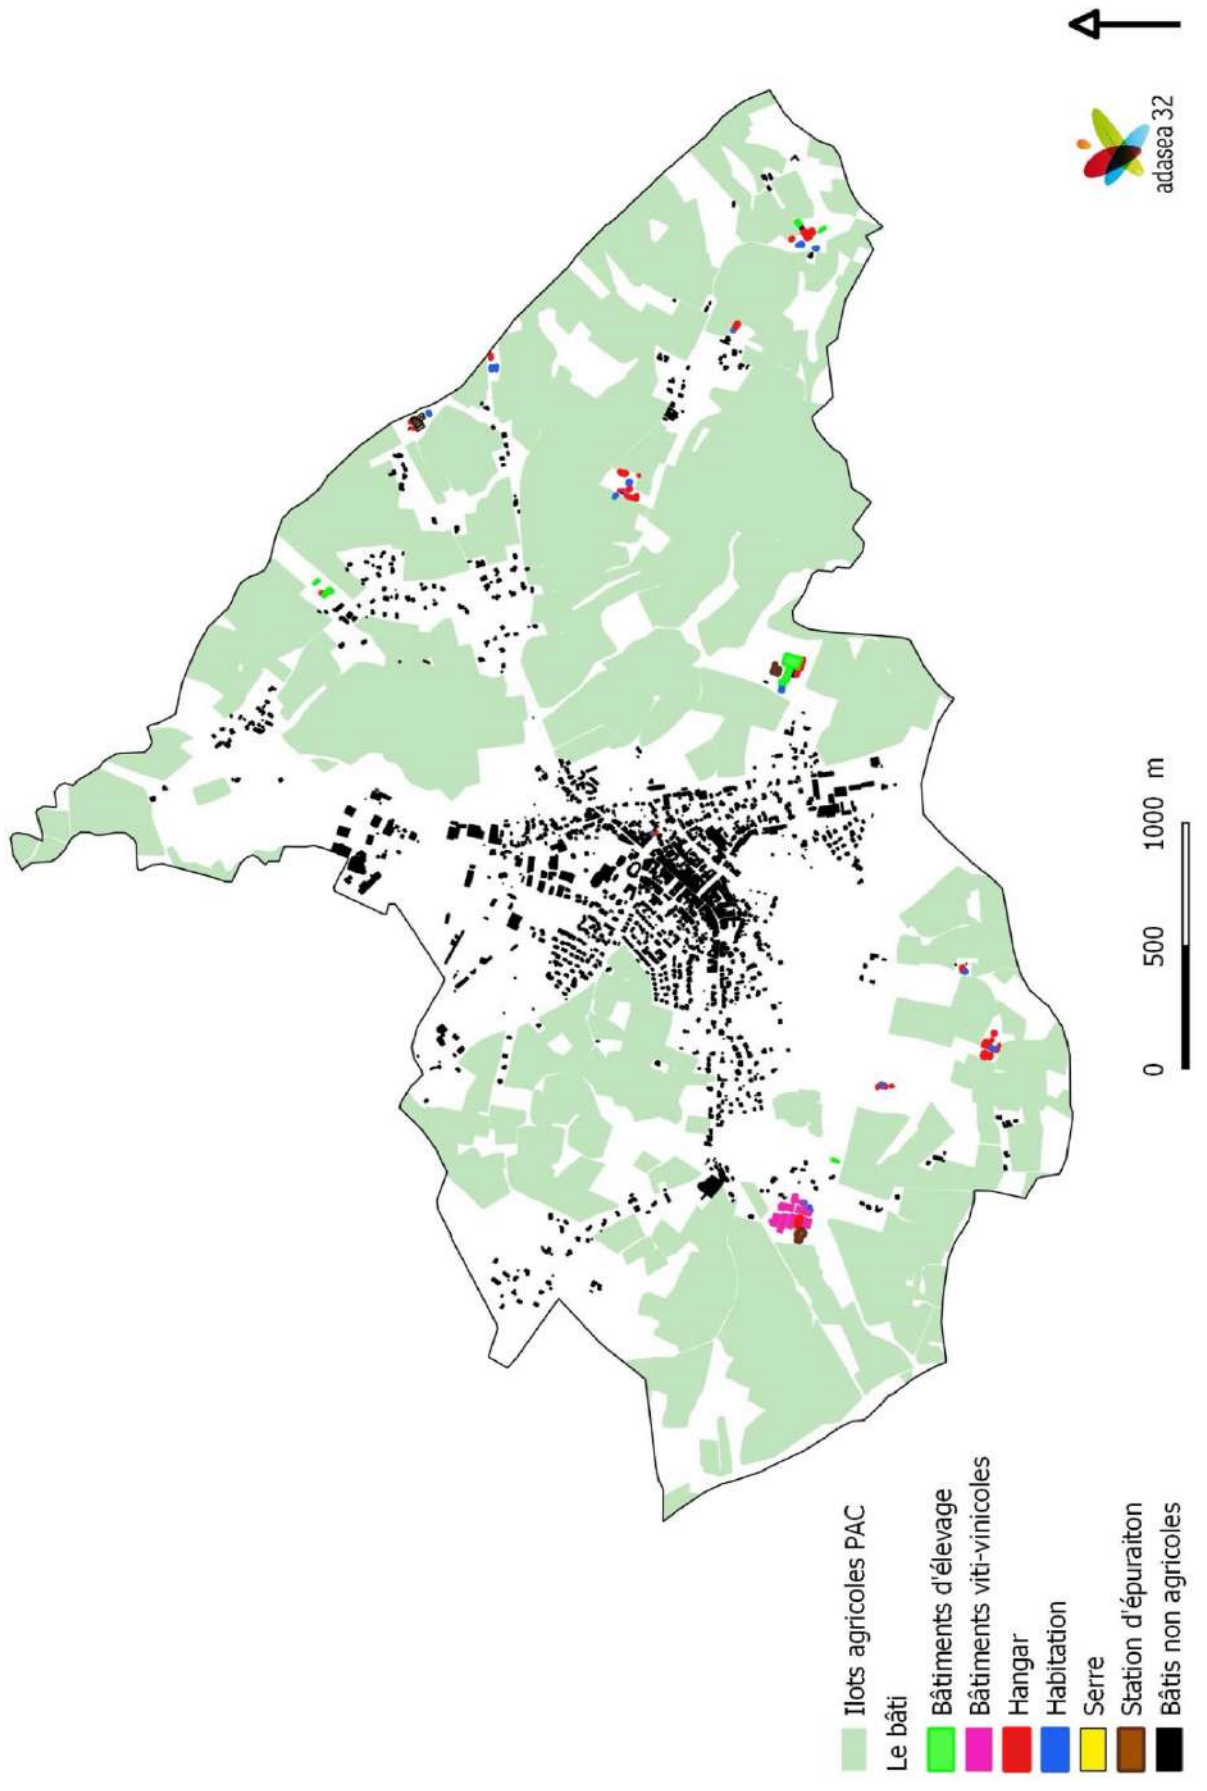 Ilots agricoles PAC
Le bâti
Bâtiments d'élevage
Bâtiments viti-vinicoles
Hangar
Habitation
Serre
Station d'épuraiton
Bâtis non agricoles
0 500 1000 m
adasea 32